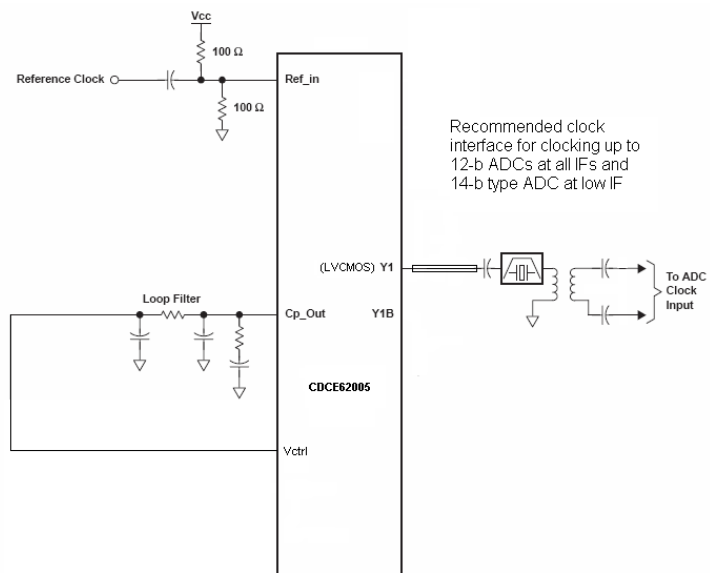 Vcc
100 Ω
Reference Clock
Ref_in
100 Ω
Recommended clock
interface for clocking up to
12-b ADCs at all IFs and
14-b type ADC at low IF
(LVCMOS) Y1
To ADC
Clock
Input
Loop Filter
Cp_Out
Y1B
CDCE62005
Vctrl